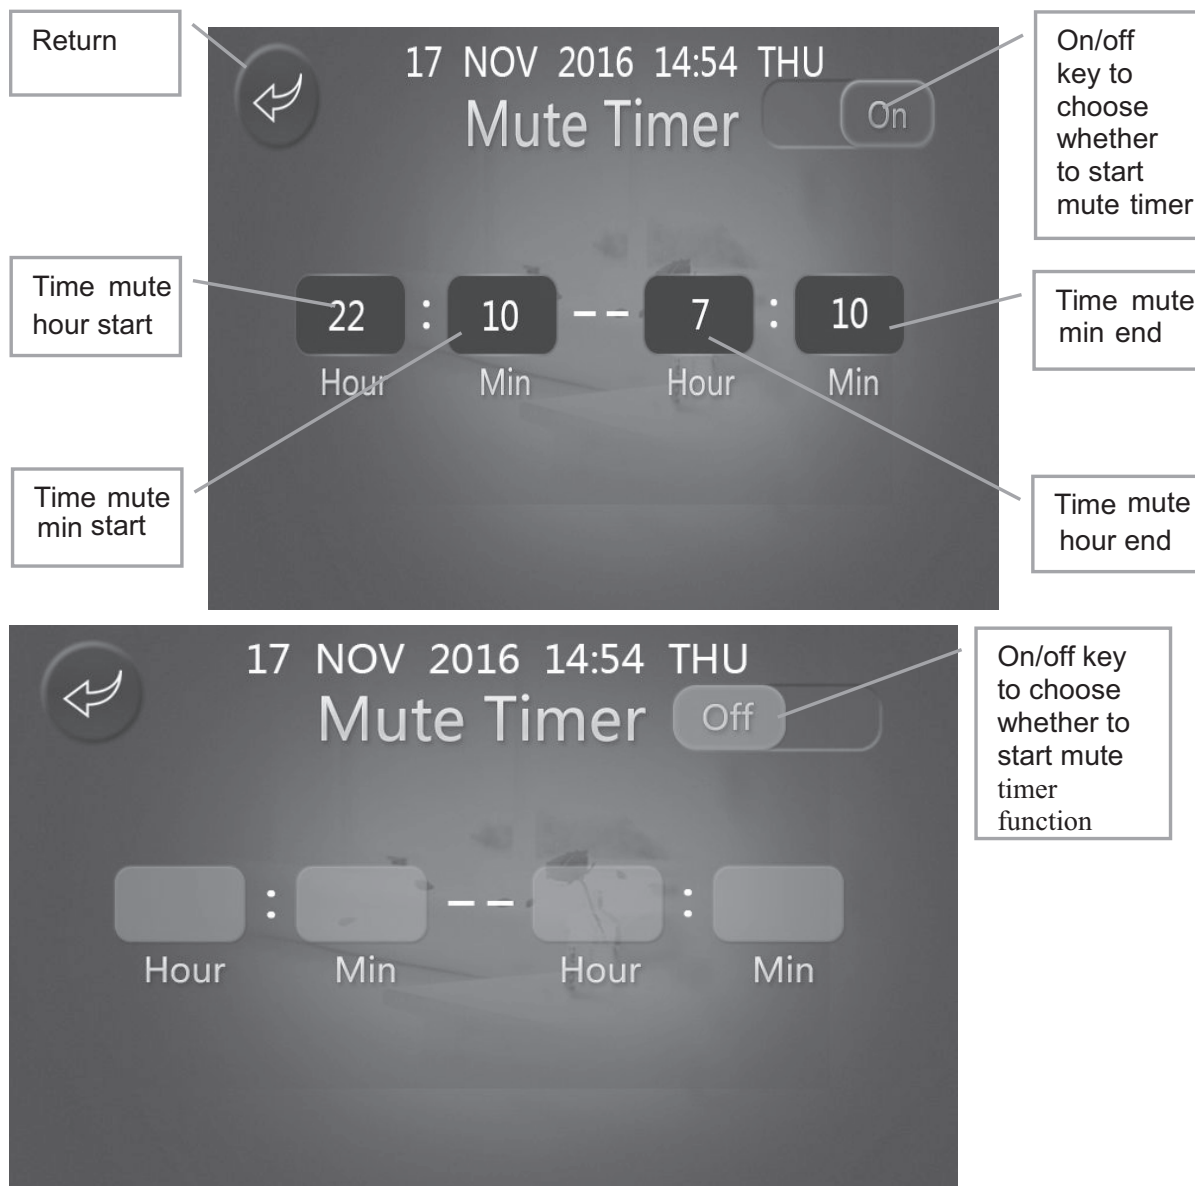 Return
17 NOV 2016 14:54 THU
Mute Timer
On
On/off
key to
choose
whether
to start
mute timer
Time mute
hour start
22 : 10 -- 7 : 10
Hour Min Hour Min
Time mute
min end
Time mute
min start
Time mute
hour end
17 NOV 2016 14:54 THU
Mute Timer
Off
On/off key
to choose
whether to
start mute
timer
function
: -- :
Hour Min Hour Min